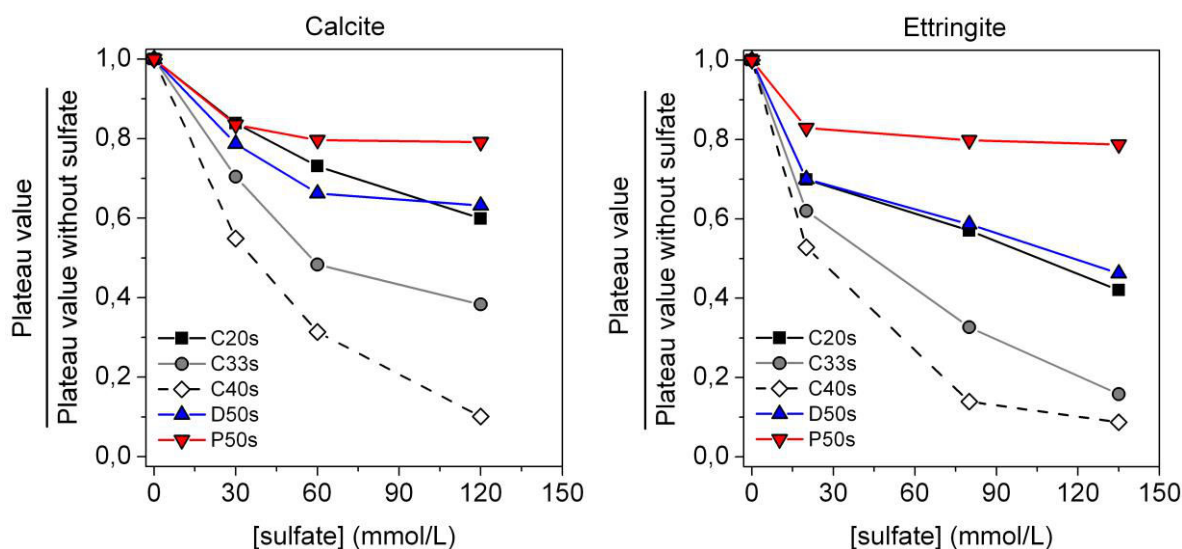 Calcite
Plateau value
Plateau value without sulfate
1,0
0,8
0,6
0,4
0,2
0,0
C20s
C33s
C40s
D50s
P50s
0 30 60 90 120 150
[sulfate] (mmol/L)
Ettringite
Plateau value
Plateau value without sulfate
1,0
0,8
0,6
0,4
0,2
0,0
C20s
C33s
C40s
D50s
P50s
0 30 60 90 120 150
[sulfate] (mmol/L)